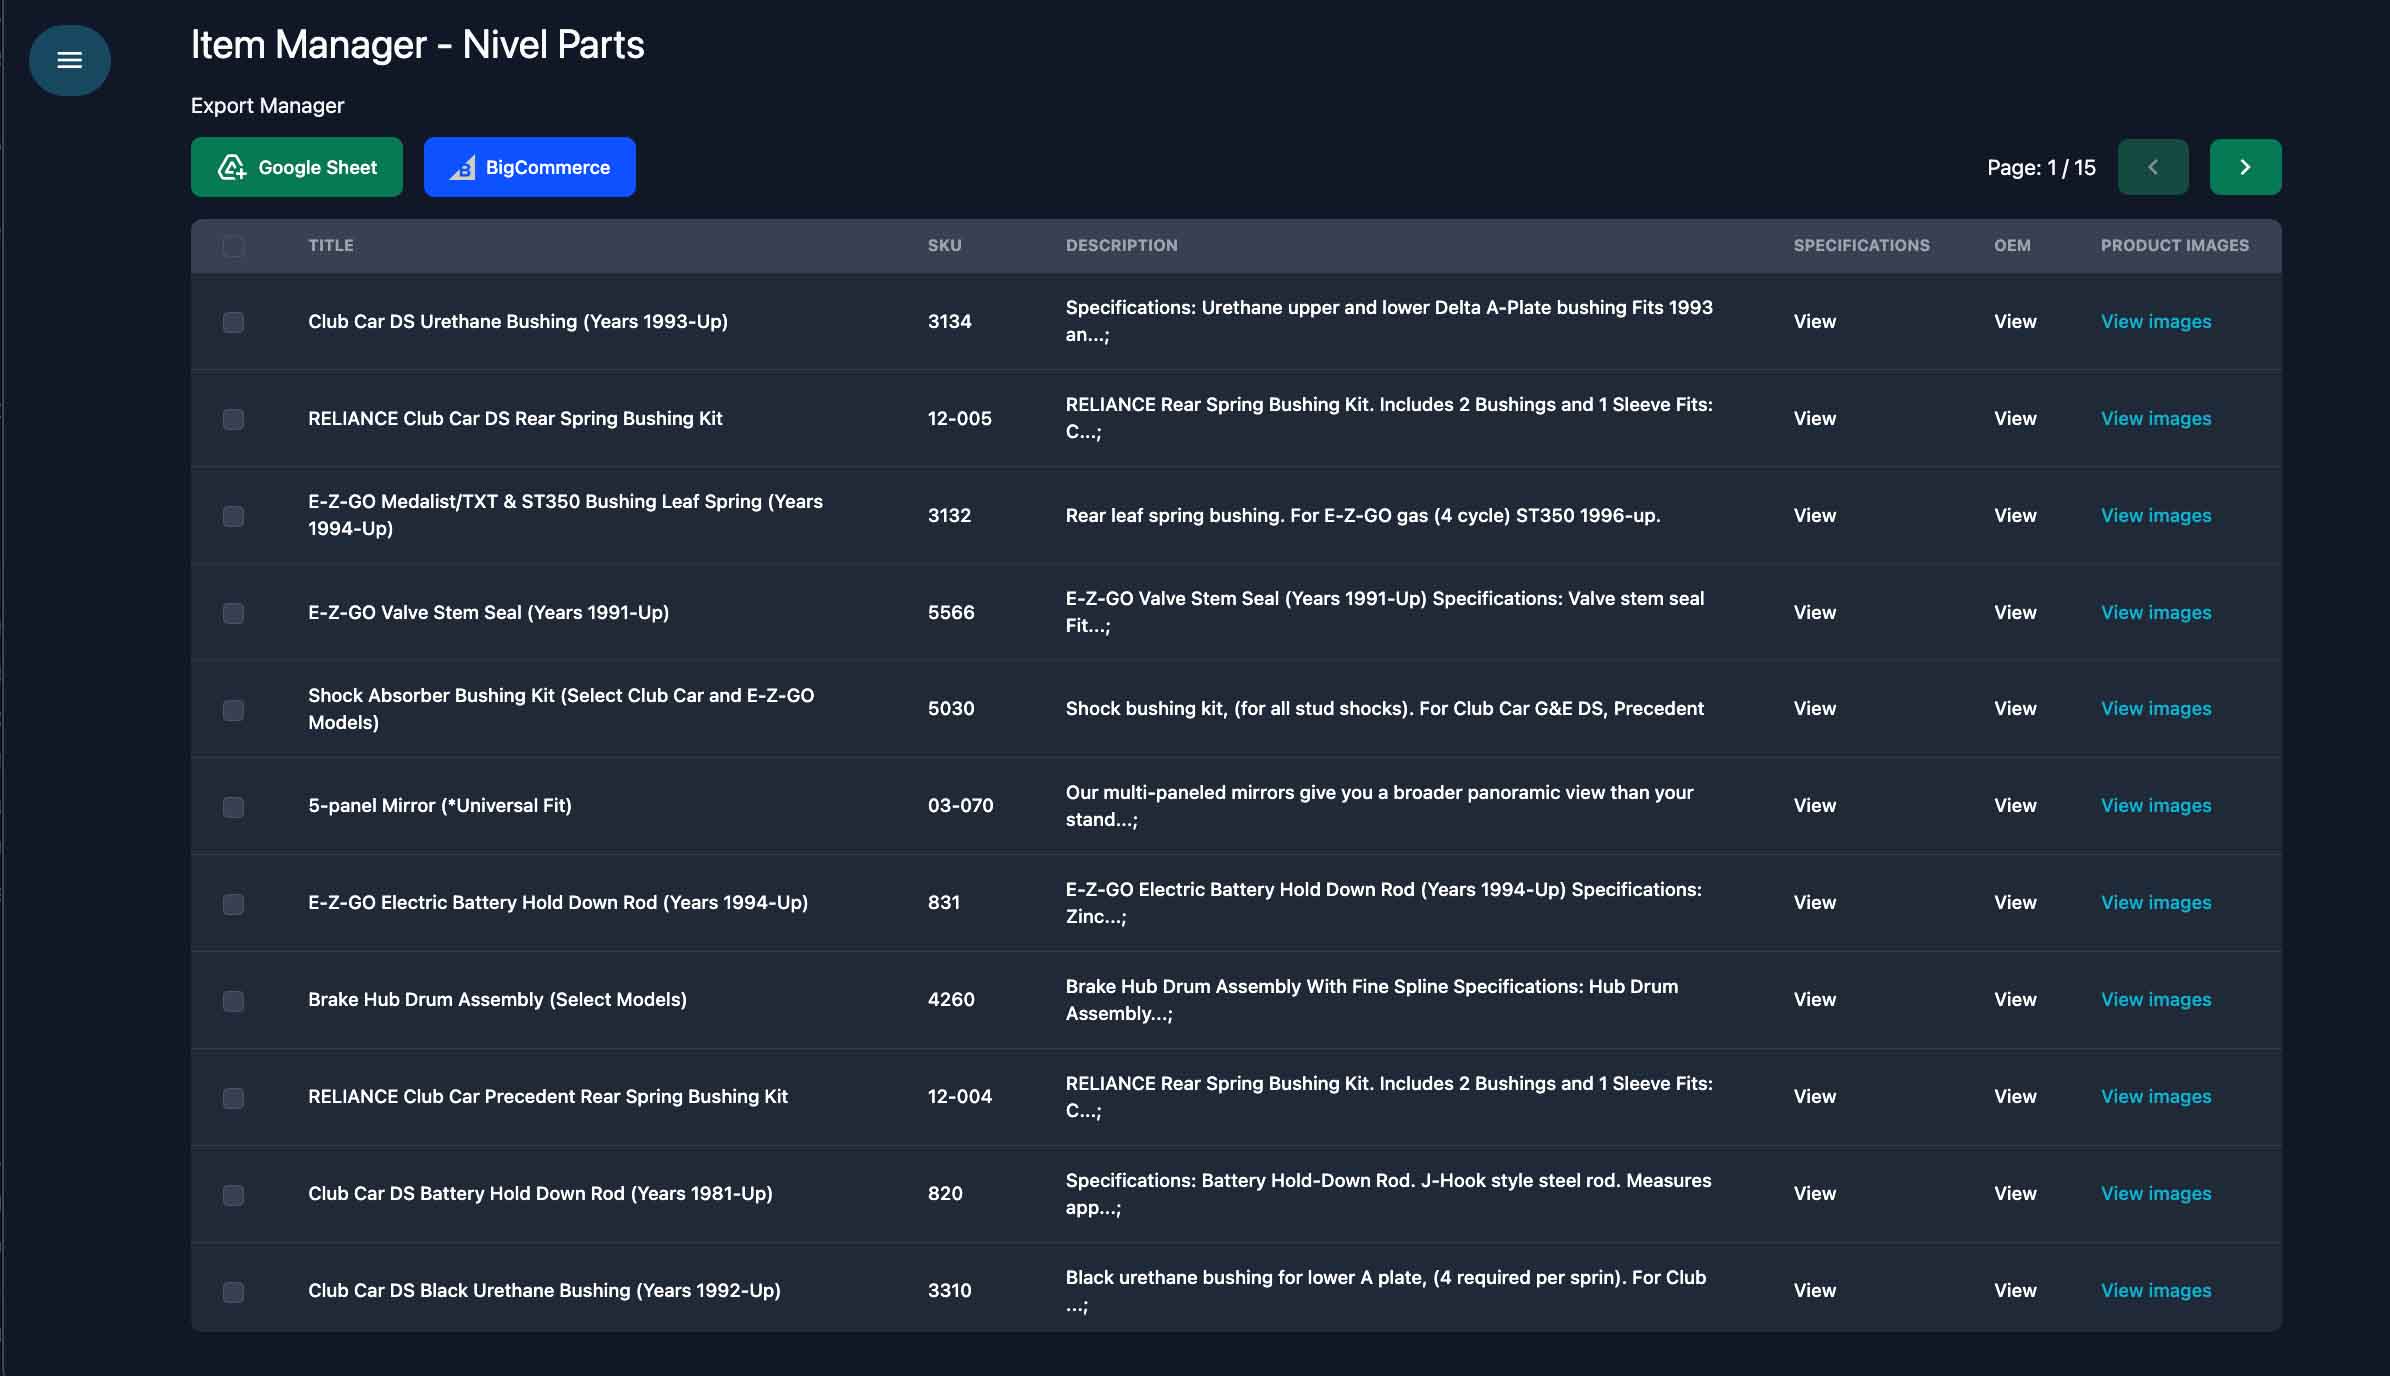 Item Manager - Nivel Parts
Export Manager
Google Sheet
BigCommerce
Page: 1 / 15
TITLE SKU DESCRIPTION SPECIFICATIONS OEM PRODUCT IMAGES
Club Car DS Urethane Bushing (Years 1993-Up) 3134 Specifications: Urethane upper and lower Delta A-Plate bushing Fits 1993
an...;
View View View images
RELIANCE Club Car DS Rear Spring Bushing Kit 12-005 RELIANCE Rear Spring Bushing Kit. Includes 2 Bushings and 1 Sleeve Fits:
C...;
View View View images
E-Z-GO Medalist/TXT & ST350 Bushing Leaf Spring (Years
1994-Up)
3132 Rear leaf spring bushing. For E-Z-GO gas (4 cycle) ST350 1996-up. View View View images
E-Z-GO Valve Stem Seal (Years 1991-Up) 5566 E-Z-GO Valve Stem Seal (Years 1991-Up) Specifications: Valve stem seal
Fit...;
View View View images
Shock Absorber Bushing Kit (Select Club Car and E-Z-GO
Models)
5030 Shock bushing kit, (for all stud shocks). For Club Car G&E DS, Precedent View View View images
5-panel Mirror (*Universal Fit) 03-070 Our multi-paneled mirrors give you a broader panoramic view than your
stand...;
View View View images
E-Z-GO Electric Battery Hold Down Rod (Years 1994-Up) 831 E-Z-GO Electric Battery Hold Down Rod (Years 1994-Up) Specifications:
Zinc...;
View View View images
Brake Hub Drum Assembly (Select Models) 4260 Brake Hub Drum Assembly With Fine Spline Specifications: Hub Drum
Assembly...;
View View View images
RELIANCE Club Car Precedent Rear Spring Bushing Kit 12-004 RELIANCE Rear Spring Bushing Kit. Includes 2 Bushings and 1 Sleeve Fits:
C...;
View View View images
Club Car DS Battery Hold Down Rod (Years 1981-Up) 820 Specifications: Battery Hold-Down Rod. J-Hook style steel rod. Measures
app...;
View View View images
Club Car DS Black Urethane Bushing (Years 1992-Up) 3310 Black urethane bushing for lower A plate, (4 required per sprin). For Club
...;
View View View images